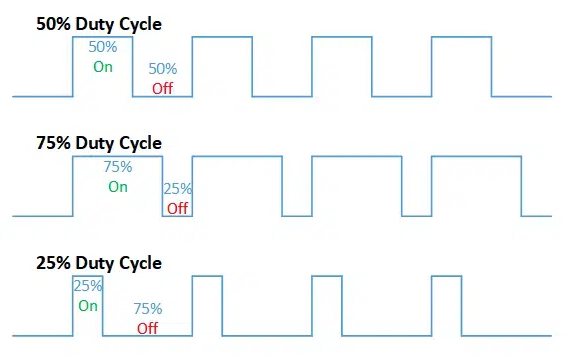 50% Duty Cycle
50%
On
50%
Off
75% Duty Cycle
75%
On
25%
Off
25% Duty Cycle
25%
On
75%
Off